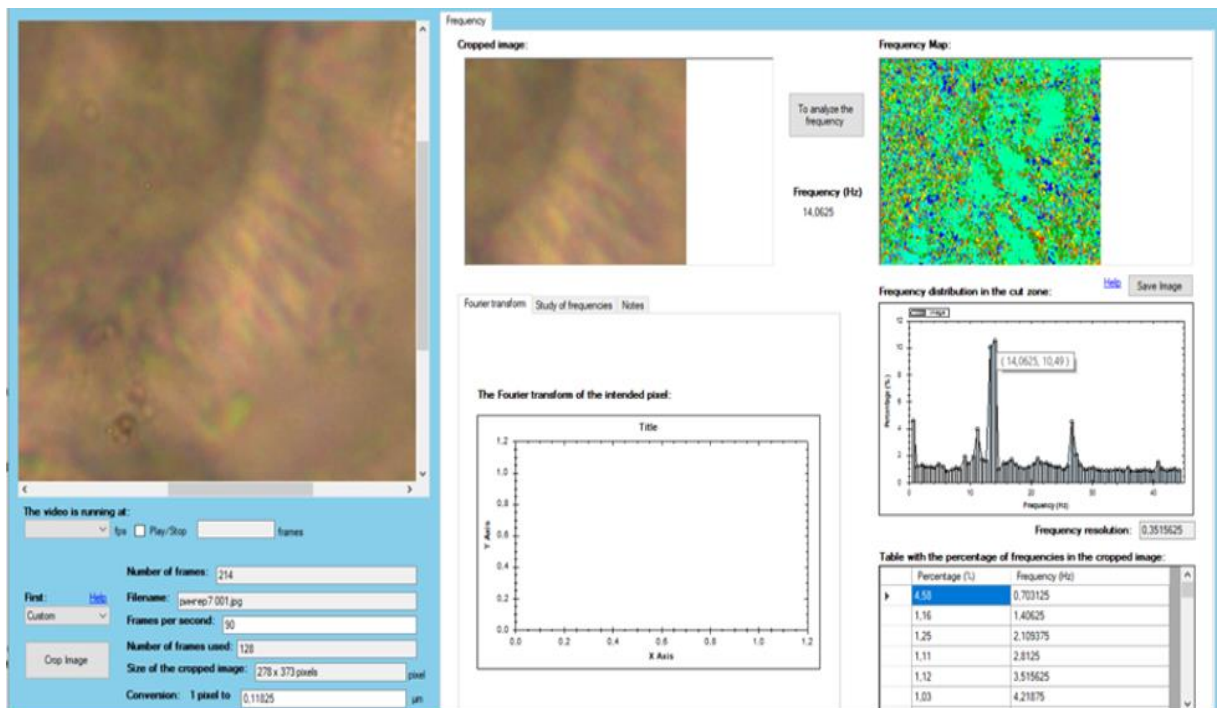 The video is running at:
fps Play/Stop frames
Number of frames: 214
First: Help
Custom
Filename: рингер7 001.jpg
Frames per second: 90
Number of frames used: 128
Crop Image
Size of the cropped image: 278 x 373 pixels pixel
Conversion: 1 pixel to 0,11825 µm
Frequency
Cropped image:
To analyze the
frequency
Frequency (Hz)
14,0625
Frequency Map:
Fourier transform Study of frequencies Notes
The Fourier transform of the intended pixel:
Title
Y Axis
1.2
1.0
0.8
0.6
0.4
0.2
0.0
0.0 0.2 0.4 0.6 0.8 1.0 1.2
X Axis
Help Save Image
Frequency distribution in the cut zone:
( 14,0625, 10,49 )
Percentage (%)
0 10 20 30 40
Frequency (Hz)
Frequency resolution: 0,3515625
Table with the percentage of frequencies in the cropped image:
Percentage (%) Frequency (Hz)
4,58 0,703125
1,16 1,40625
1,25 2,109375
1,11 2,8125
1,12 3,515625
1,03 4,21875